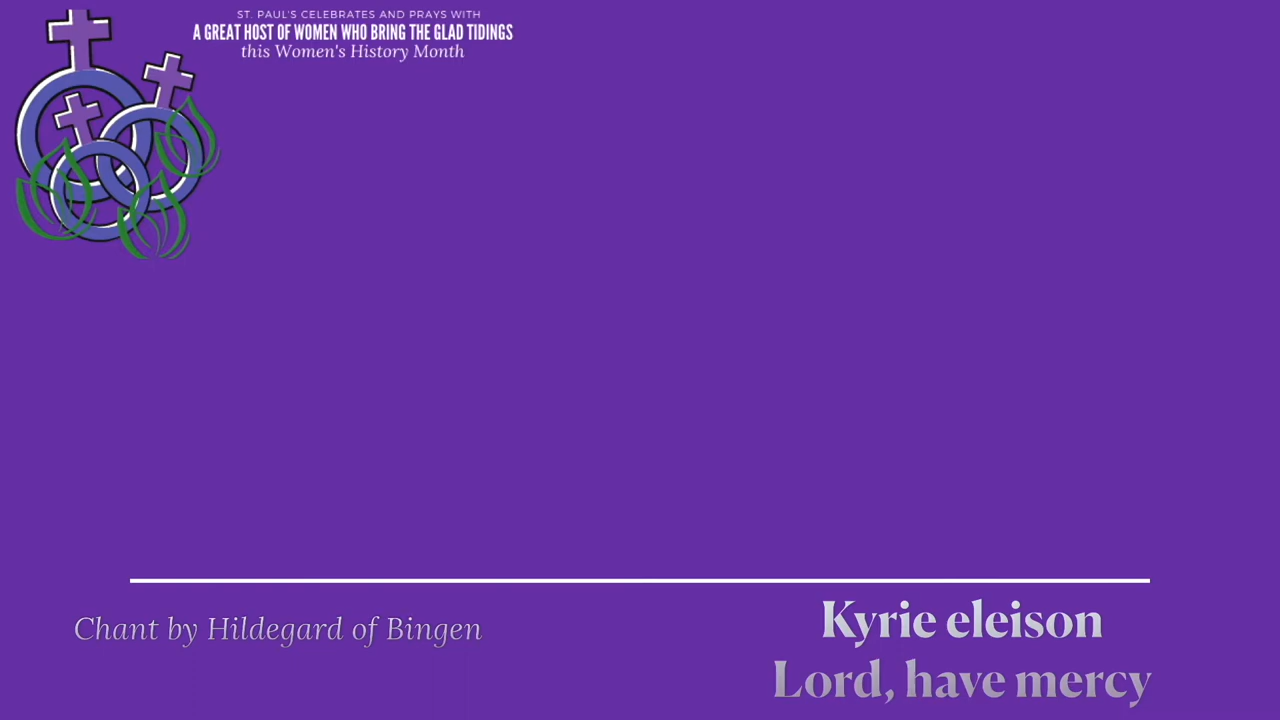 ST. PAUL'S CELEBRATES AND PRAYS WITH
A GREAT HOST OF WOMEN WHO BRING THE GLAD TIDINGS
this Women's History Month
Chant by Hildegard of Bingen
Kyrie eleison
Lord, have mercy